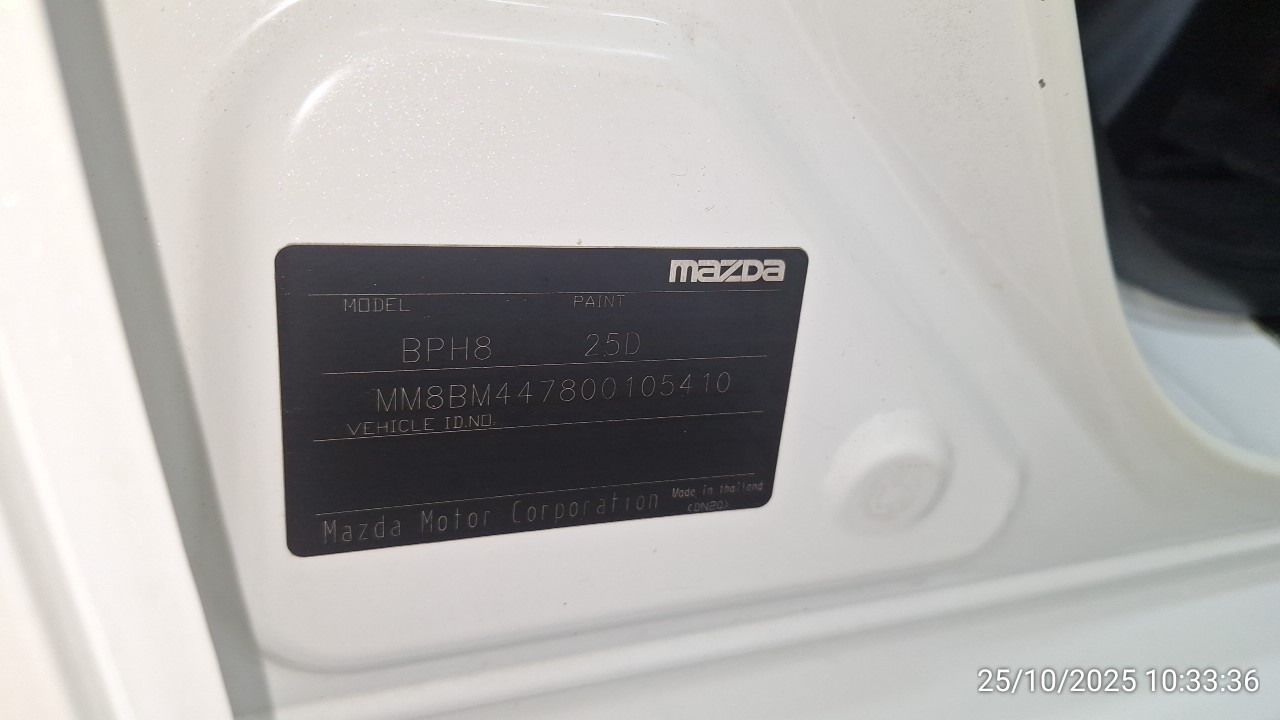 mazda
MODEL PAINT
BPH8 25D
MM8BM447800105410
VEHICLE ID.NO.
Mazda Motor Corporation Made in thailand
(DN2Q)
25/10/2025 10:33:36